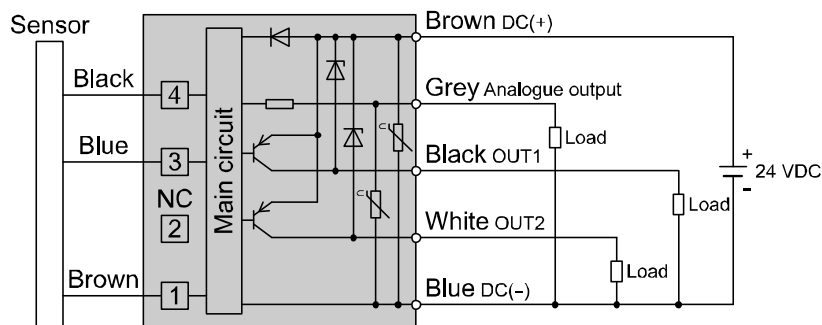 Sensor
Brown DC(+)
Black
4
Grey Analogue output
Main circuit
Load
Blue
3
Black OUT1
+
24 VDC
-
NC
2
Load
White OUT2
Load
Brown
1
Blue DC(-)
U
U